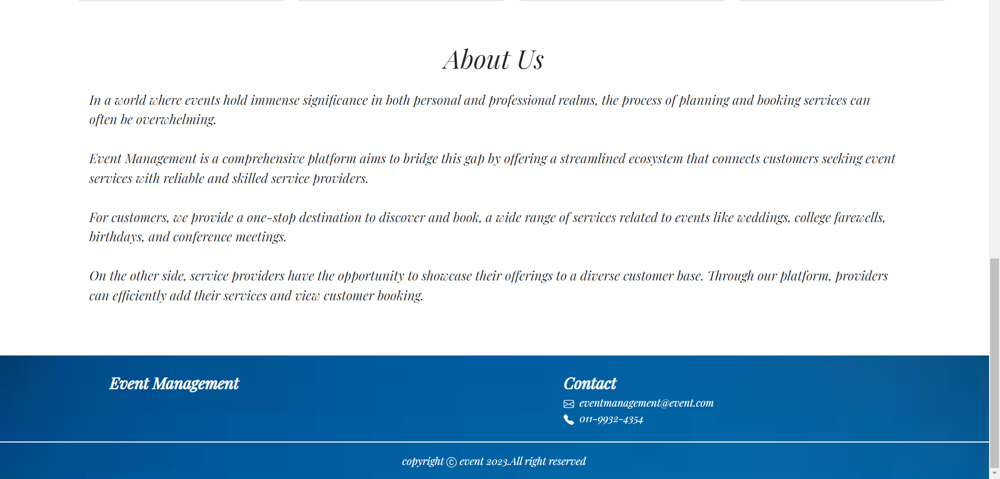 About Us
In a world where events hold immense significance in both personal and professional realms, the process of planning and booking services can
often be overwhelming.
Event Management is a comprehensive platform aims to bridge this gap by offering a streamlined ecosystem that connects customers seeking event
services with reliable and skilled service providers.
For customers, we provide a one-stop destination to discover and book, a wide range of services related to events like weddings, college farewells,
birthdays, and conference meetings.
On the other side, service providers have the opportunity to showcase their offerings to a diverse customer base. Through our platform, providers
can efficiently add their services and view customer booking.
Event Management
Contact
eventmanagement@event.com
011-9932-4354
copyright © event 2023.All right reserved